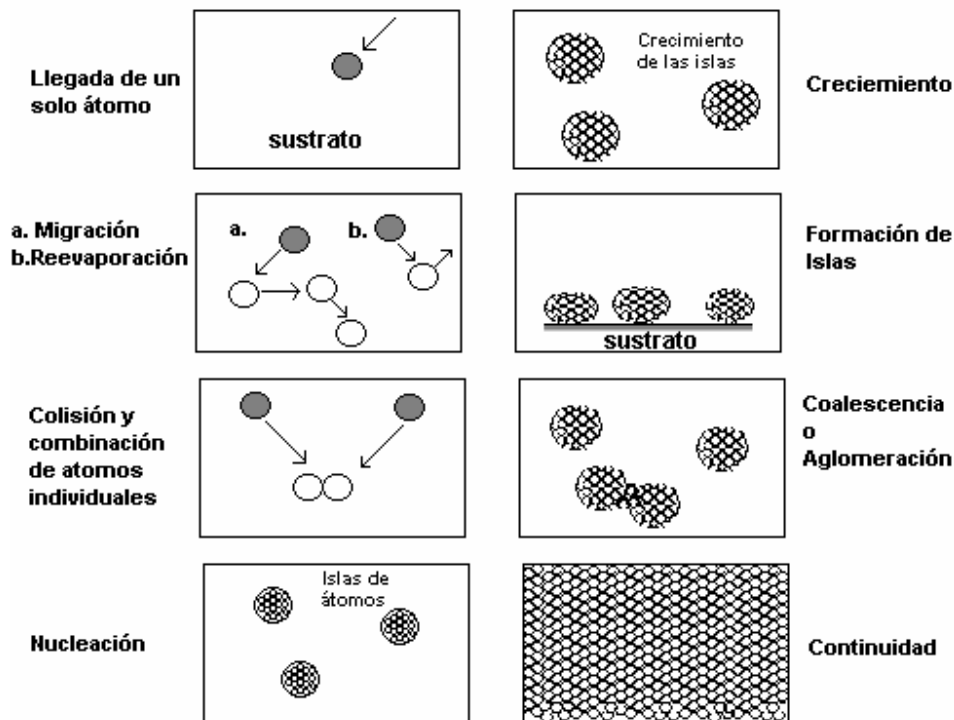 Llegada de un
solo átomo
sustrato
a. Migración
b.Reevaporación
a.
b.
Colisión y
combinación
de atomos
individuales
Nucleación
Islas de
átomos
Crecimiento
de las islas
Creciemiento
sustrato
Formación de
Islas
Coalescencia
o
Aglomeración
Continuidad